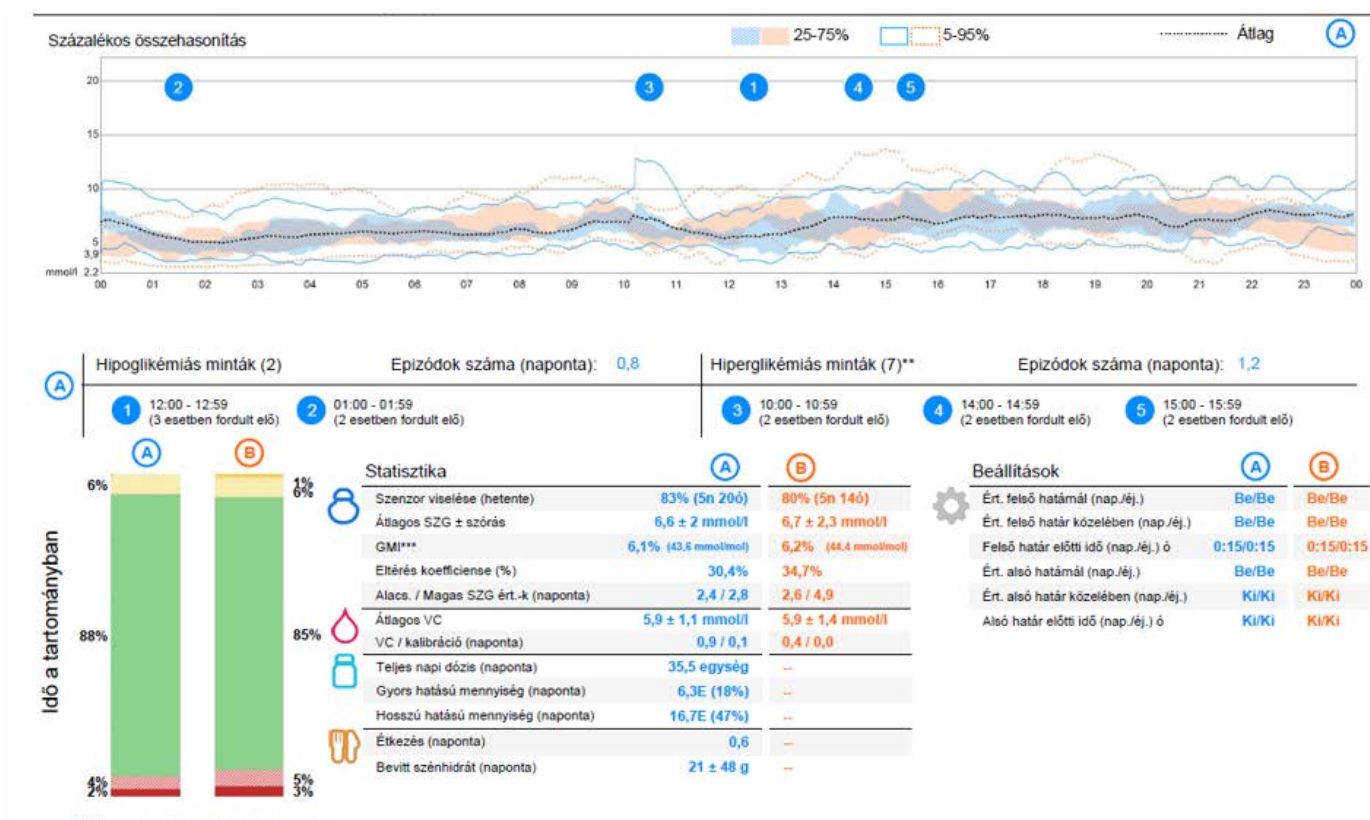 Százalékos összehasonítás
25-75%
5-95%
Átlag
A
20
15
10
5
3,9
mmol/l 2,2
2
3
1
4
5
00 01 02 03 04 05 06 07 08 09 10 11 12 13 14 15 16 17 18 19 20 21 22 23 00
A
Hipoglikémiás minták (2)
Epizódok száma (naponta): 0,8
Hiperglikémiás minták (7)**
Epizódok száma (naponta): 1,2
1 12:00 - 12:59
(3 esetben fordult elő)
2 01:00 - 01:59
(2 esetben fordult elő)
3 10:00 - 10:59
(2 esetben fordult elő)
4 14:00 - 14:59
(2 esetben fordult elő)
5 15:00 - 15:59
(2 esetben fordult elő)
Idő a tartományban
A B
6% 1%
6%
88% 85%
4% 5%
2% 3%
Statisztika A B
Szenzor viselése (hetente) 83% (5n 20ó) 80% (5n 14ó)
Átlagos SZG ± szórás 6,6 ± 2 mmol/l 6,7 ± 2,3 mmol/l
GMI*** 6,1% (43,6 mmol/mol) 6,2% (44,4 mmol/mol)
Eltérés koefficiense (%) 30,4% 34,7%
Alacs. / Magas SZG ért.-k (naponta) 2,4 / 2,8 2,6 / 4,9
Átlagos VC 5,9 ± 1,1 mmol/l 5,9 ± 1,4 mmol/l
VC / kalibráció (naponta) 0,9 / 0,1 0,4 / 0,0
Teljes napi dózis (naponta) 35,5 egység --
Gyors hatású mennyiség (naponta) 6,3E (18%) --
Hosszú hatású mennyiség (naponta) 16,7E (47%) --
Étkezés (naponta) 0,6 --
Bevitt szénhidrát (naponta) 21 ± 48 g --
Beállítások A B
Ért. felső határnál (nap./éj.) Be/Be Be/Be
Ért. felső határ közelében (nap./éj.) Be/Be Be/Be
Felső határ előtti idő (nap./éj.) ó 0:15/0:15 0:15/0:15
Ért. alsó határnál (nap./éj.) Be/Be Be/Be
Ért. alsó határ közelében (nap./éj.) Ki/Ki Ki/Ki
Alsó határ előtti idő (nap./éj.) ó Ki/Ki Ki/Ki